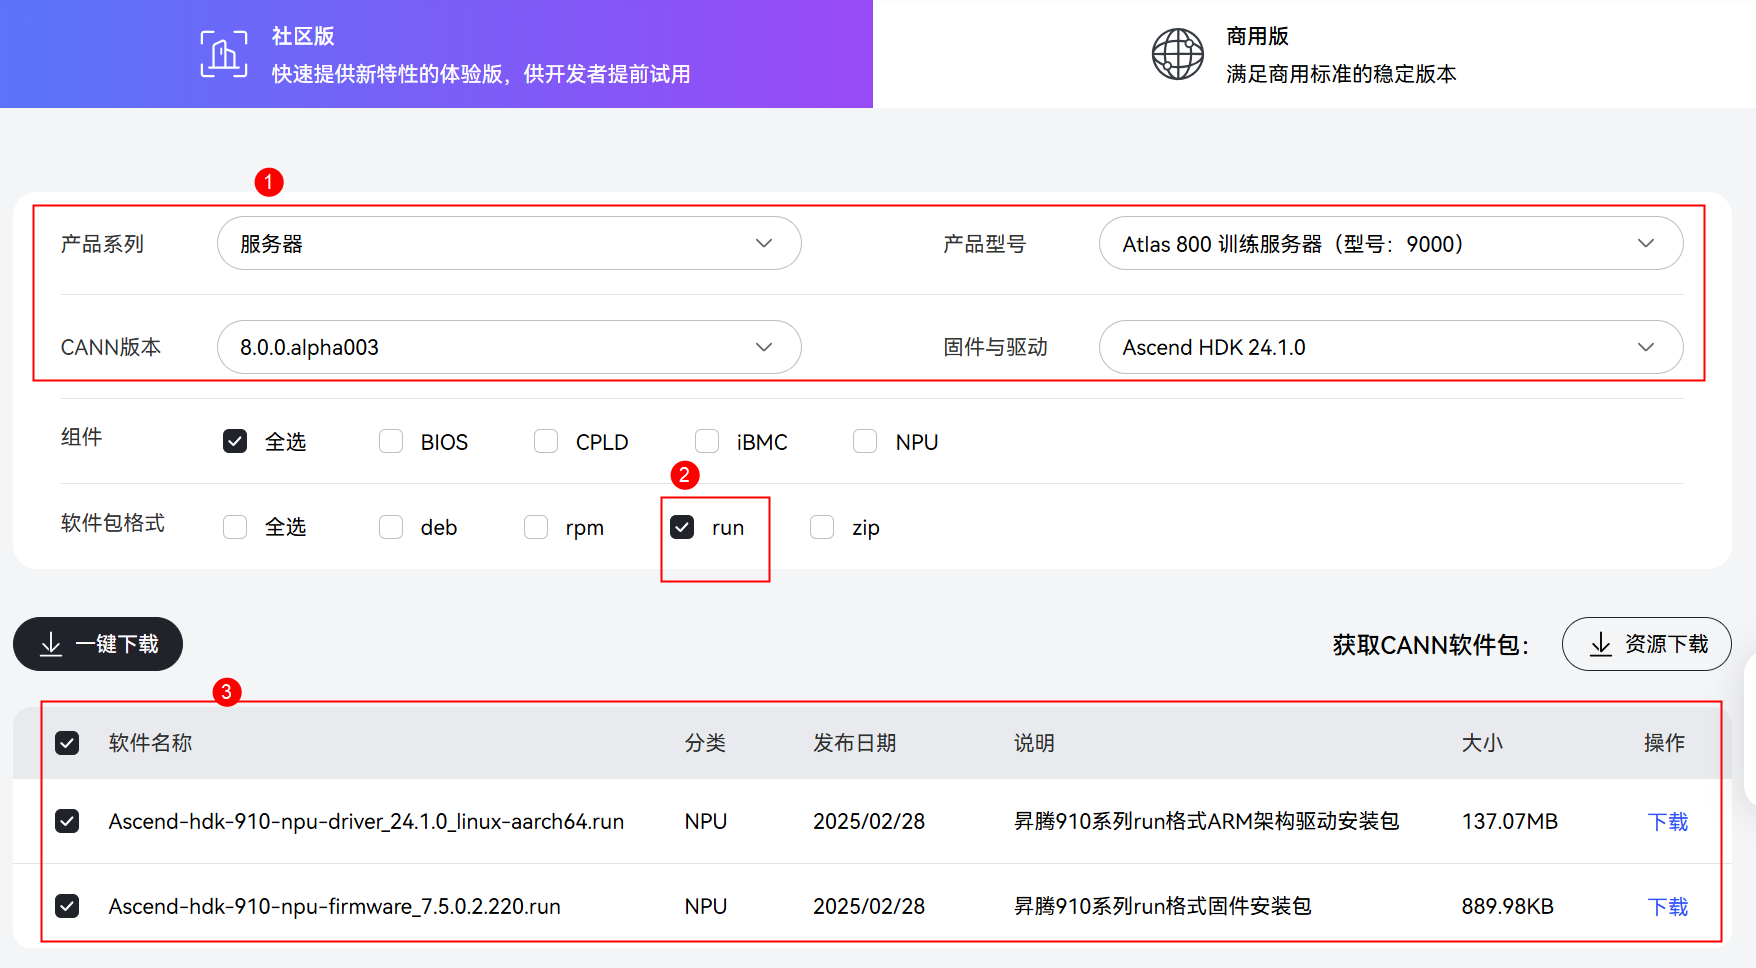 社区版
快速提供新特性的体验版，供开发者提前试用
商用版
满足商用标准的稳定版本
1
产品系列 服务器 产品型号 Atlas 800 训练服务器（型号：9000）
CANN版本 8.0.0.alpha003 固件与驱动 Ascend HDK 24.1.0
组件 全选 BIOS CPLD iBMC NPU
2
软件包格式 全选 deb rpm run zip
一键下载 获取CANN软件包： 资源下载
3
软件名称 分类 发布日期 说明 大小 操作
Ascend-hdk-910-npu-driver_24.1.0_linux-aarch64.run NPU 2025/02/28 昇腾910系列run格式ARM架构驱动安装包 137.07MB 下载
Ascend-hdk-910-npu-firmware_7.5.0.2.220.run NPU 2025/02/28 昇腾910系列run格式固件安装包 889.98KB 下载